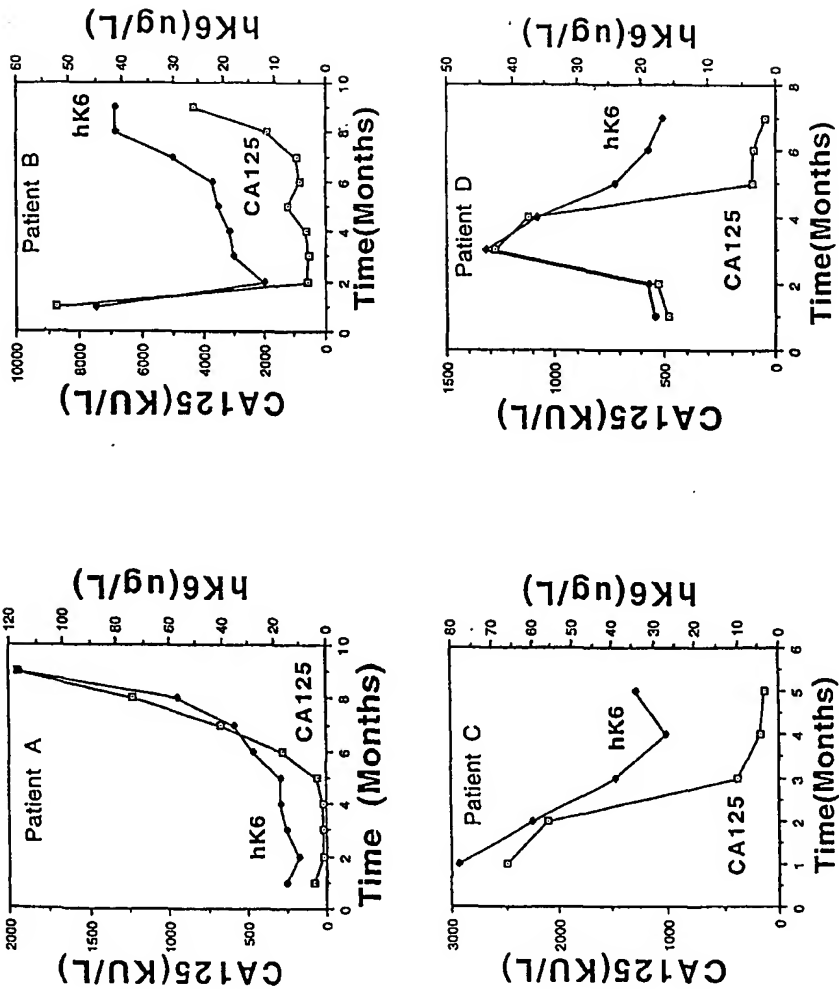 Patient A
CA125(KU/L)
2000
1500
1000
500
0
hK6(ug/L)
120
100
80
60
40
20
0
hK6
CA125
0 2 4 6 8 10
Time (Months)
Patient B
CA125(KU/L)
10000
8000
6000
4000
2000
0
hK6(ug/L)
60
50
40
30
20
10
0
hK6
CA125
0 2 4 6 8 10
Time(Months)
Patient C
CA125(KU/L)
3000
2000
1000
0
hK6(ug/L)
80
70
60
50
40
30
20
10
0
hK6
CA125
0 1 2 3 4 5 6
Time(Months)
Patient D
CA125(KU/L)
1500
1000
500
0
hK6(ug/L)
50
40
30
20
10
0
hK6
CA125
0 2 4 6 8
Time(Months)